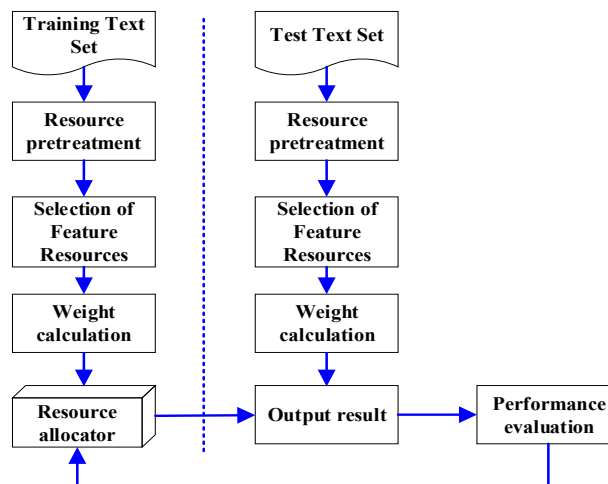 Training Text
Set
Resource
pretreatment
Selection of
Feature
Resources
Weight
calculation
Resource
allocator
Test Text Set
Resource
pretreatment
Selection of
Feature
Resources
Weight
calculation
Output result
Performance
evaluation